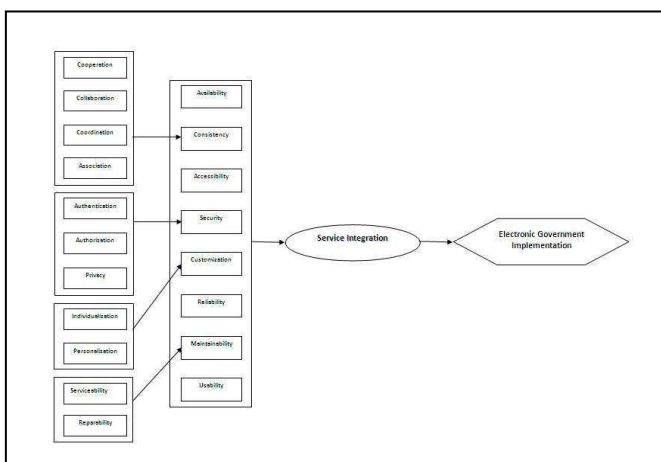 Cooperation
Collaboration
Coordination
Association
Authentication
Authorization
Privacy
Individualization
Personalisation
Serviceability
Reparability
Availability
Consistency
Accessibility
Security
Customization
Reliability
Maintainability
Usability
Service Integration
Electronic Government
Implementation